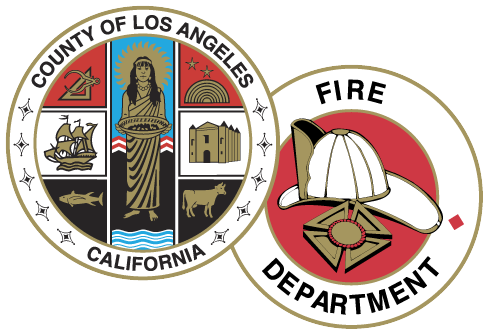 COUNTY OF LOS ANGELES
CALIFORNIA
FIRE
DEPARTMENT